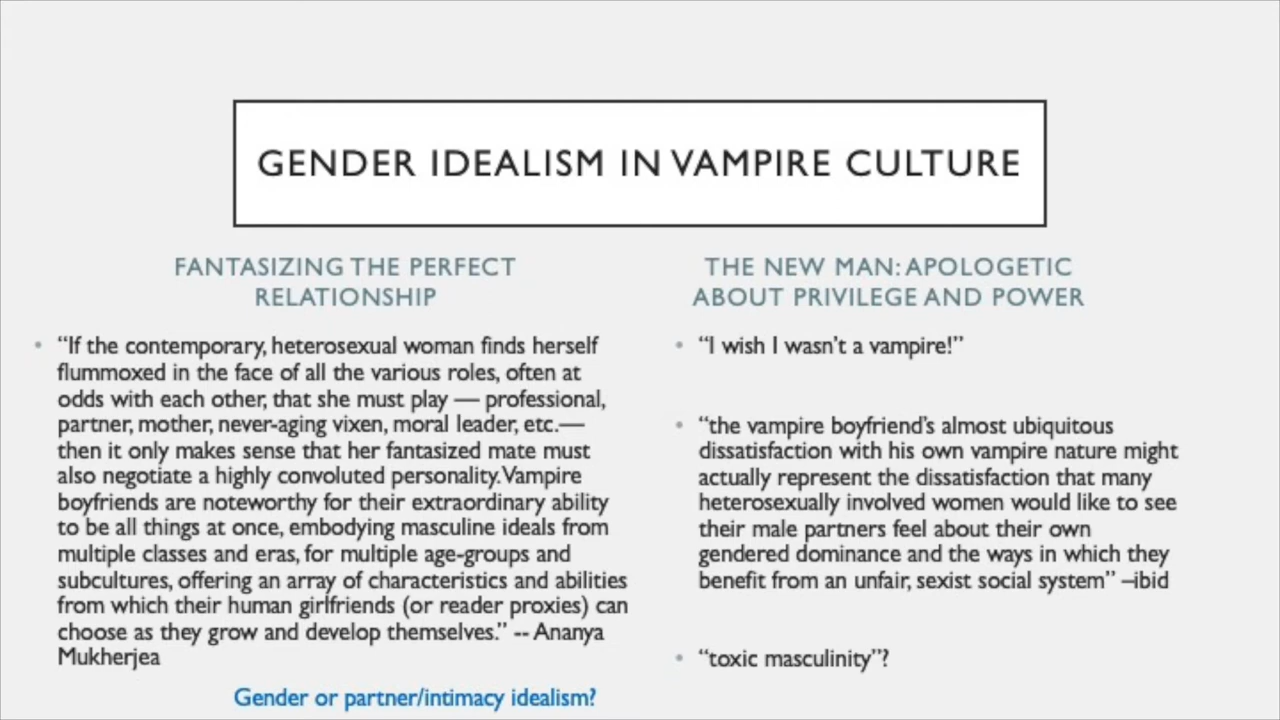 GENDER IDEALISM IN VAMPIRE CULTURE
FANTASIZING THE PERFECT
RELATIONSHIP
• “If the contemporary, heterosexual woman finds herself
flummoxed in the face of all the various roles, often at
odds with each other, that she must play — professional,
partner, mother, never-aging vixen, moral leader, etc.—
then it only makes sense that her fantasized mate must
also negotiate a highly convoluted personality. Vampire
boyfriends are noteworthy for their extraordinary ability
to be all things at once, embodying masculine ideals from
multiple classes and eras, for multiple age-groups and
subcultures, offering an array of characteristics and abilities
from which their human girlfriends (or reader proxies) can
choose as they grow and develop themselves.” -- Ananya
Mukherjea
Gender or partner/intimacy idealism?
THE NEW MAN: APOLOGETIC
ABOUT PRIVILEGE AND POWER
• “I wish I wasn’t a vampire!”
• “the vampire boyfriend’s almost ubiquitous
dissatisfaction with his own vampire nature might
actually represent the dissatisfaction that many
heterosexually involved women would like to see
their male partners feel about their own
gendered dominance and the ways in which they
benefit from an unfair, sexist social system” –ibid
• “toxic masculinity”?